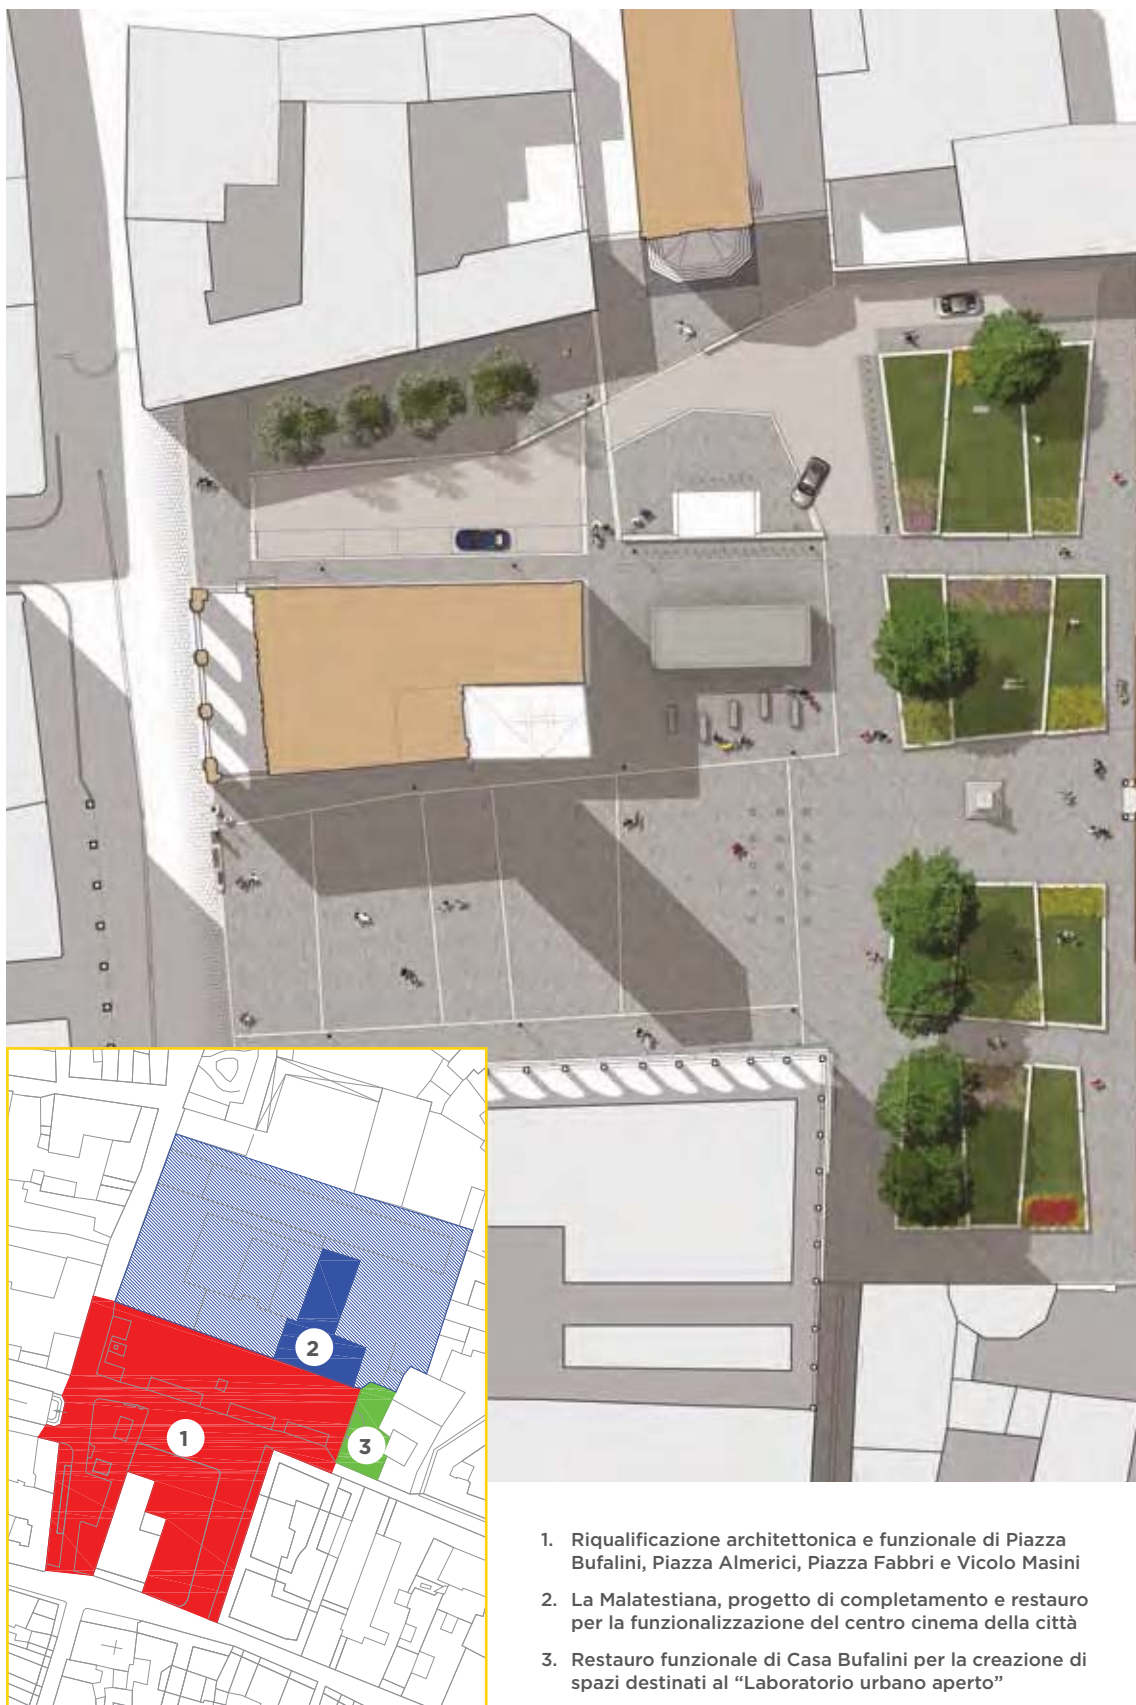 2
1
3
1. Riqualificazione architettonica e funzionale di Piazza
Bufalini, Piazza Almerici, Piazza Fabbri e Vicolo Masini
2. La Malatestiana, progetto di completamento e restauro
per la funzionalizzazione del centro cinema della città
3. Restauro funzionale di Casa Bufalini per la creazione di
spazi destinati al “Laboratorio urbano aperto”